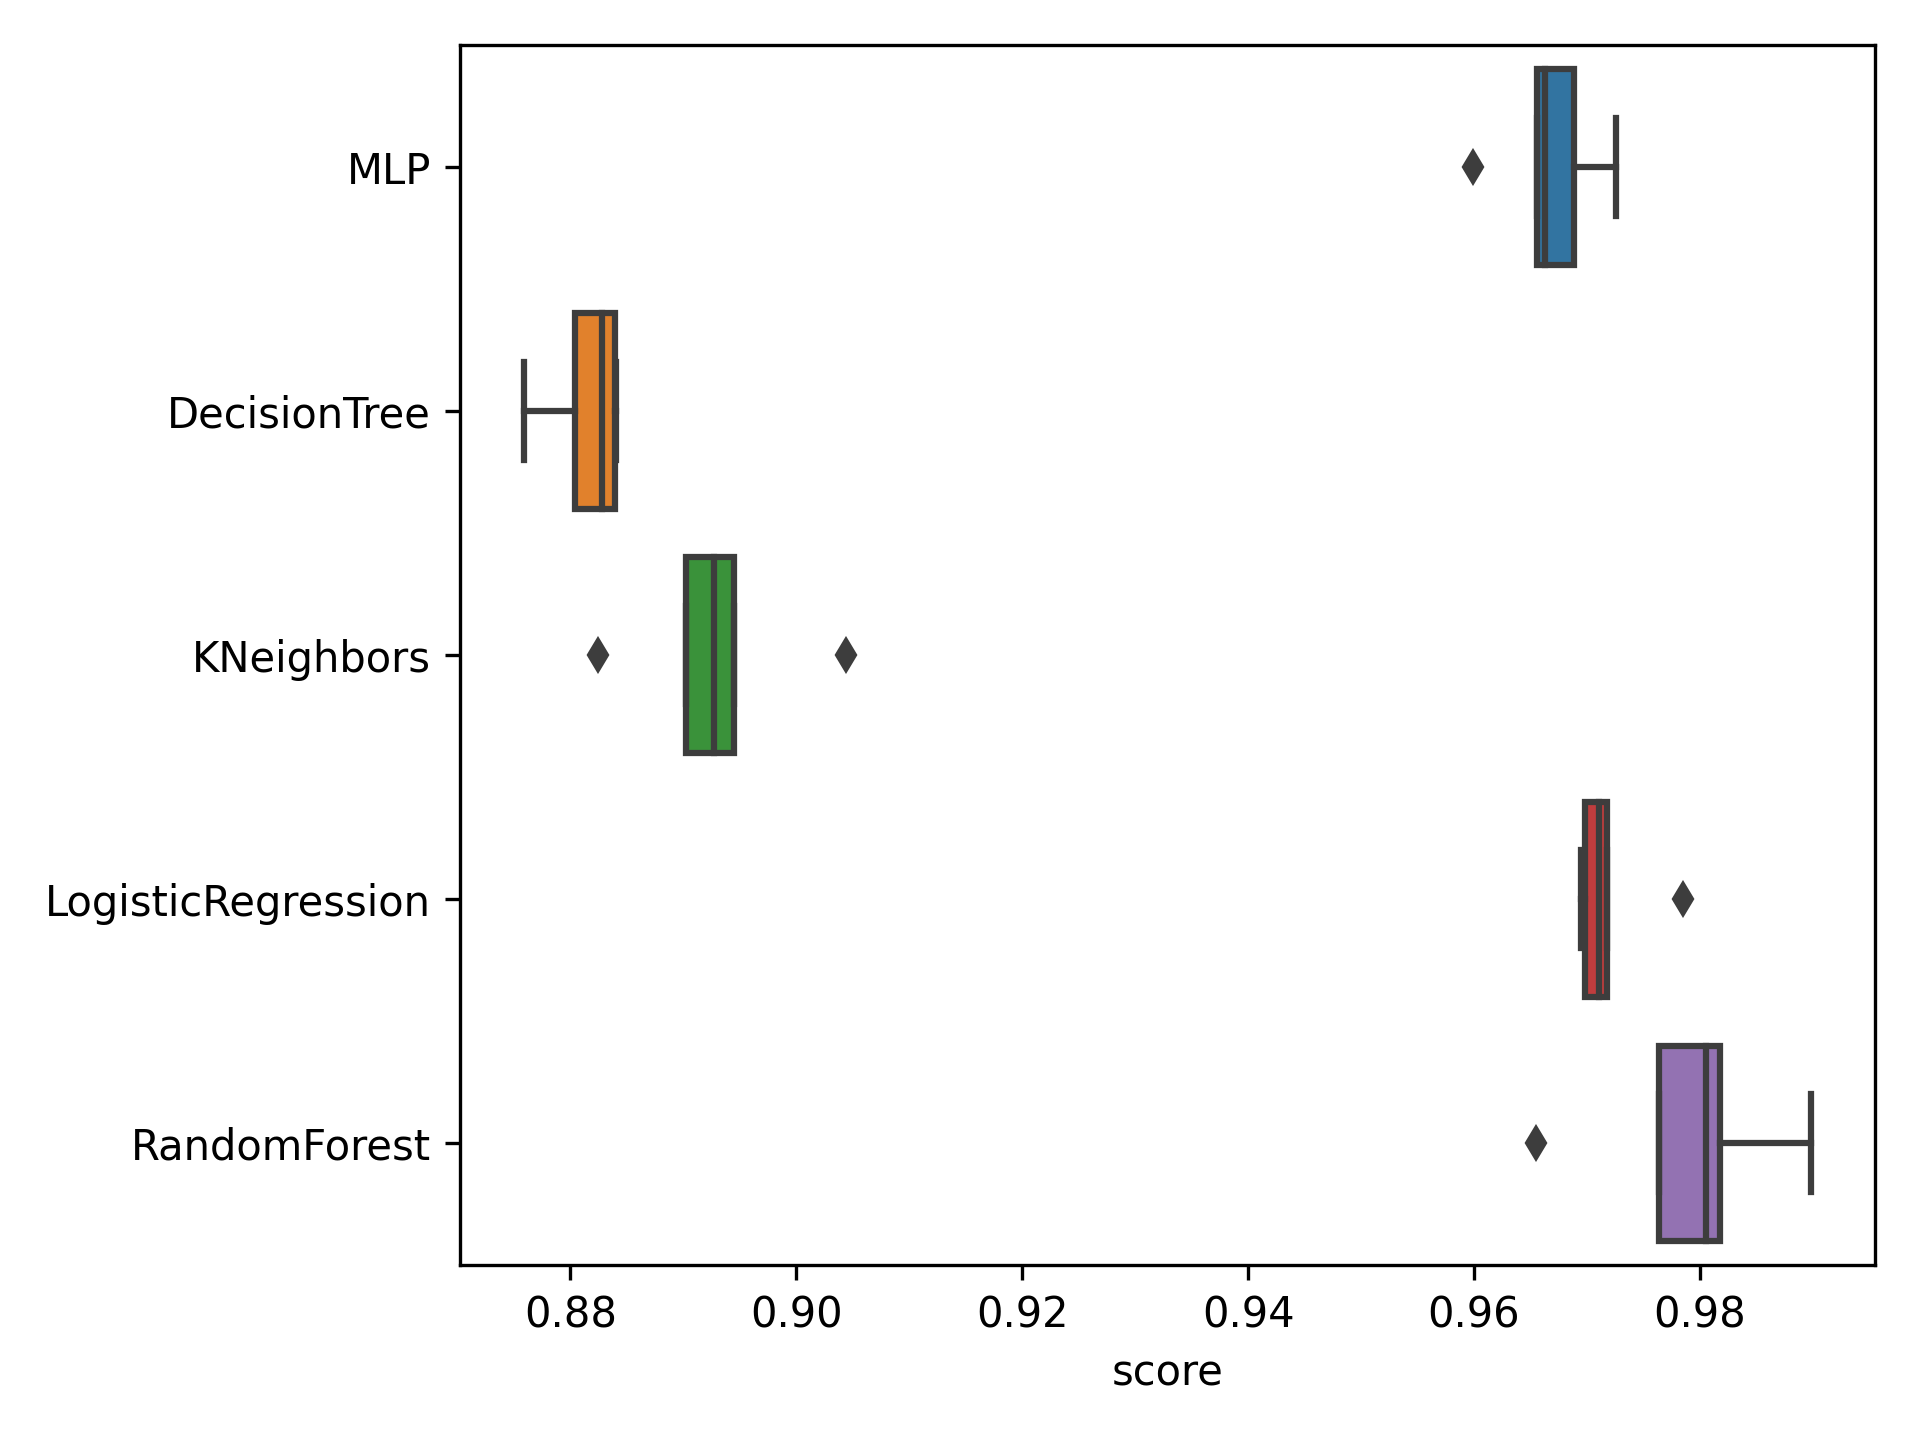 MLP
DecisionTree
KNeighbors
LogisticRegression
RandomForest
0.88 0.90 0.92 0.94 0.96 0.98
score